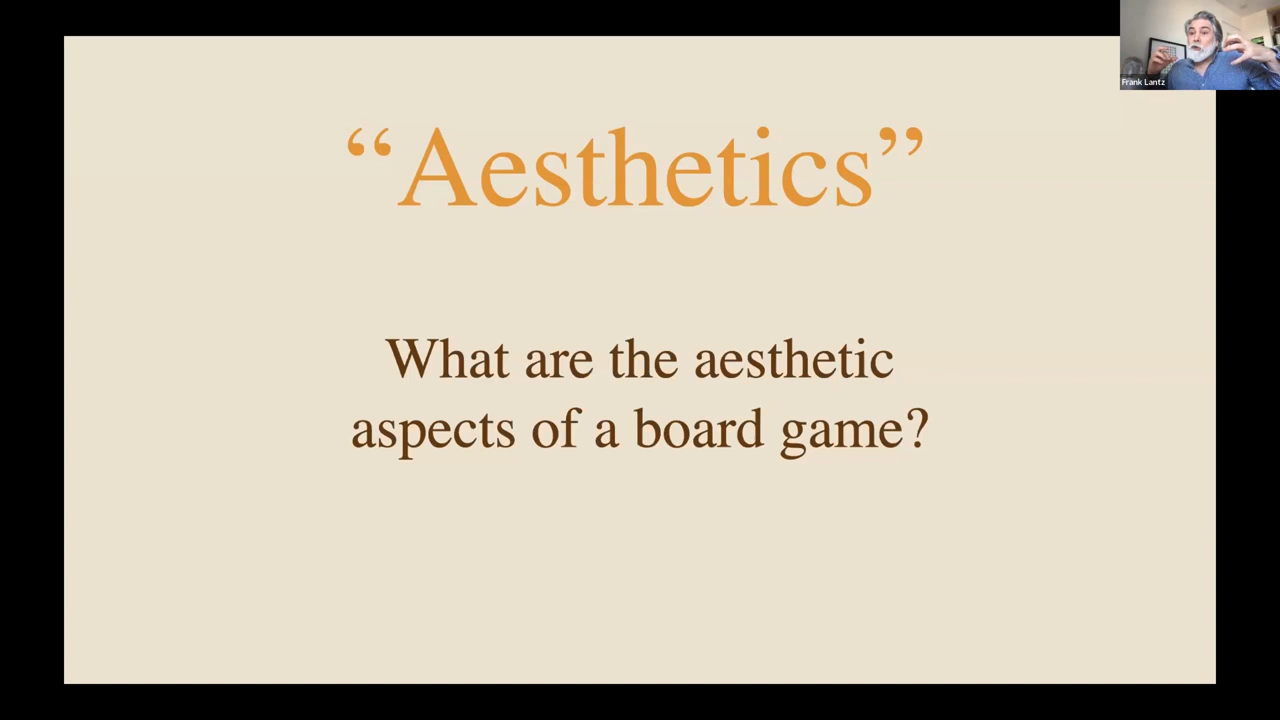 “Aesthetics”
What are the aesthetic
aspects of a board game?
Frank Lantz